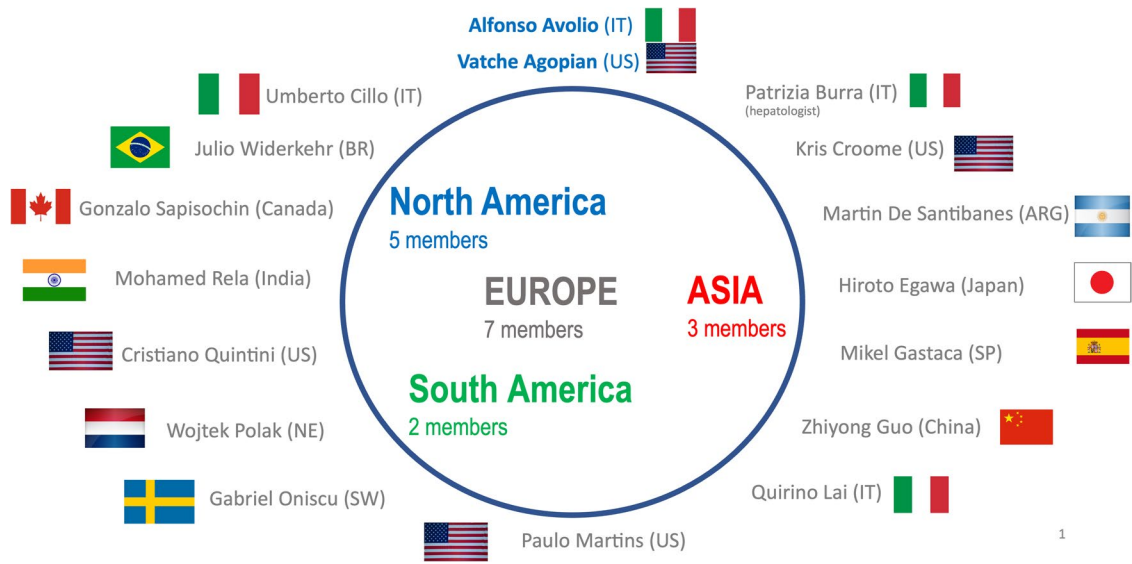 Alfonso Avolio (IT)
Vatche Agopian (US)
Umberto Cillo (IT)
Patrizia Burra (IT)
(hepatologist)
Julio Widerkehr (BR)
Kris Croome (US)
Gonzalo Sapisochin (Canada)
North America
5 members
Martin De Santibanes (ARG)
Mohamed Rela (India)
EUROPE
7 members
ASIA
3 members
Hiroto Egawa (Japan)
Cristiano Quintini (US)
Mikel Gastaca (SP)
South America
2 members
Wojtek Polak (NE)
Zhiyong Guo (China)
Gabriel Oniscu (SW)
Quirino Lai (IT)
Paulo Martins (US)
1